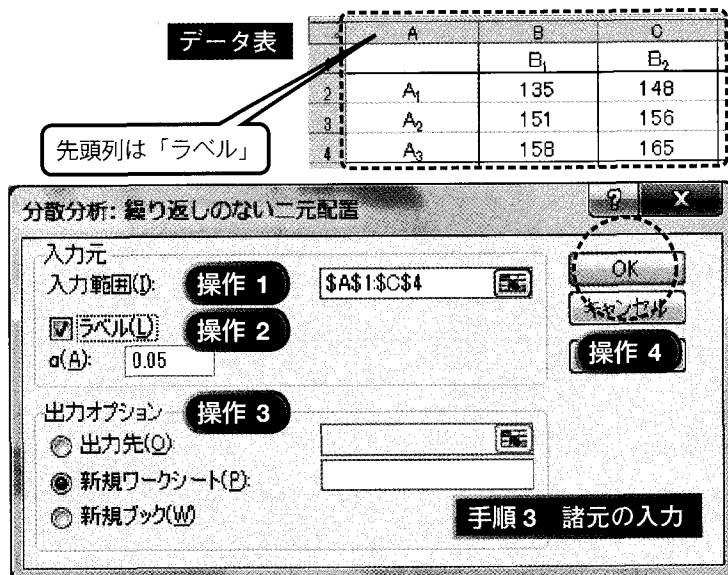 データ表
A B C
B₁ B₂
2 A₁ 135 148
3 A₂ 151 156
4 A₃ 158 165
先頭列は「ラベル」
分散分析: 繰り返しのない二元配置
入力元
入力範囲(I): 操作 1 $A$1:$C$4
OK
ラベル(L) 操作 2
キャンセル
α(A): 0.05
操作 4
出力オプション 操作 3
出力先(O)
新規ワークシート(P):
新規ブック(W)
手順 3 諸元の入力